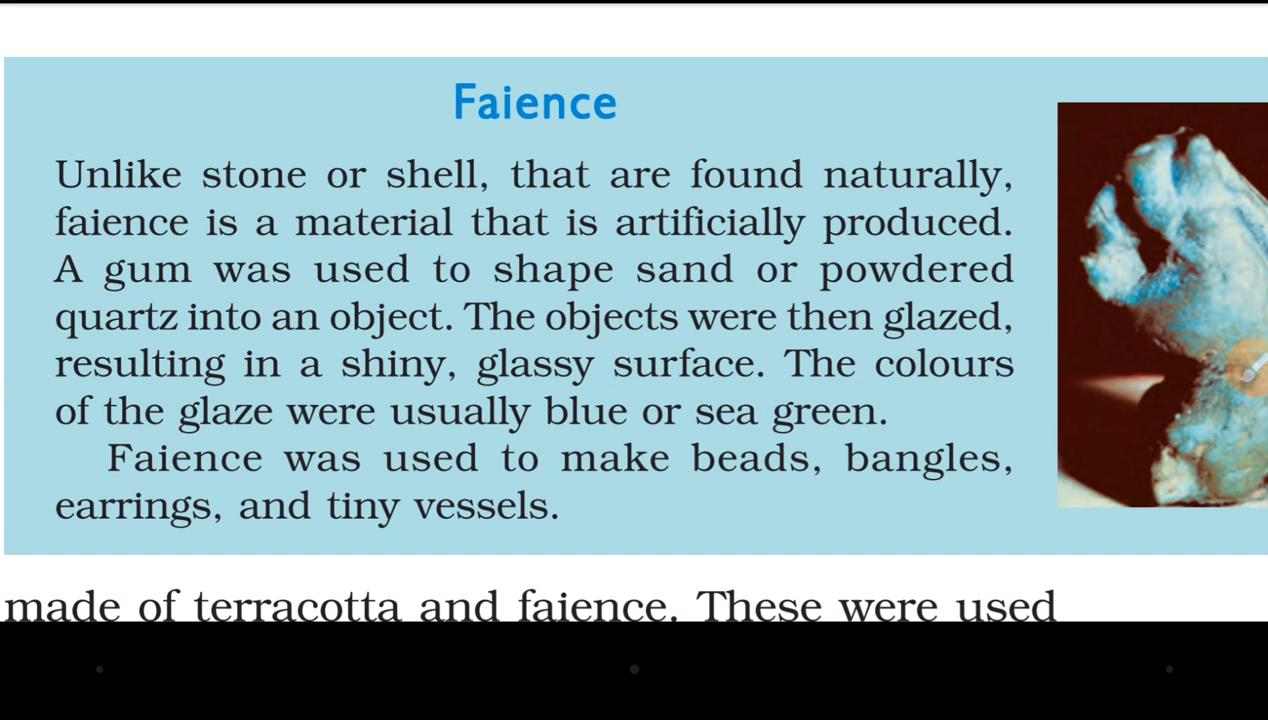 Faience
Unlike stone or shell, that are found naturally,
faience is a material that is artificially produced.
A gum was used to shape sand or powdered
quartz into an object. The objects were then glazed,
resulting in a shiny, glassy surface. The colours
of the glaze were usually blue or sea green.
Faience was used to make beads, bangles,
earrings, and tiny vessels.
made of terracotta and faience. These were used